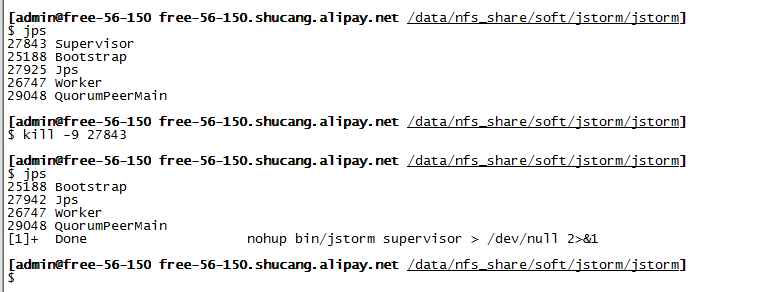 [admin@free-56-150 free-56-150.shucang.alipay.net /data/nfs_share/soft/jstorm/jstorm]
$ jps
27843 Supervisor
25188 Bootstrap
27925 Jps
26747 Worker
29048 QuorumPeerMain
[admin@free-56-150 free-56-150.shucang.alipay.net /data/nfs_share/soft/jstorm/jstorm]
$ kill -9 27843
[admin@free-56-150 free-56-150.shucang.alipay.net /data/nfs_share/soft/jstorm/jstorm]
$ jps
25188 Bootstrap
27942 Jps
26747 Worker
29048 QuorumPeerMain
[1]+  Done                    nohup bin/jstorm supervisor > /dev/null 2>&1
[admin@free-56-150 free-56-150.shucang.alipay.net /data/nfs_share/soft/jstorm/jstorm]
$